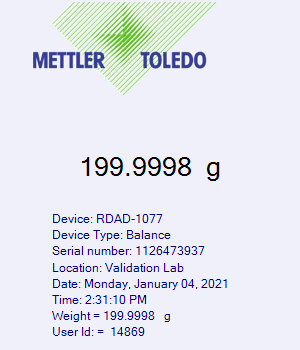 METTLER TOLEDO
199.9998 g
Device: RDAD-1077
Device Type: Balance
Serial number: 1126473937
Location: Validation Lab
Date: Monday, January 04, 2021
Time: 2:31:10 PM
Weight = 199.9998 g
User Id: = 14869